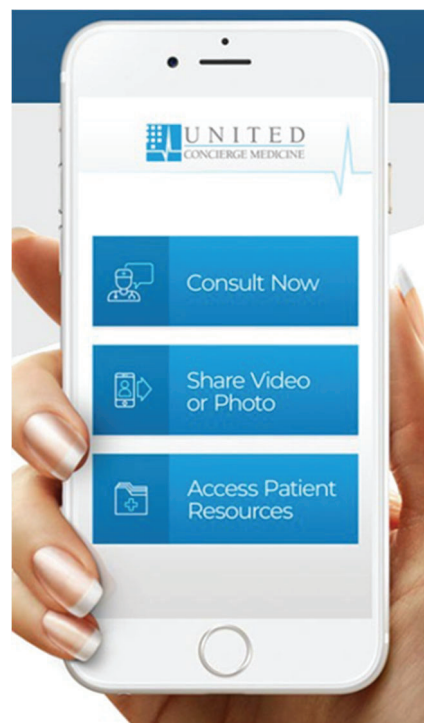 UNITED
CONCIERGE MEDICINE
Consult Now
Share Video
or Photo
Access Patient
Resources